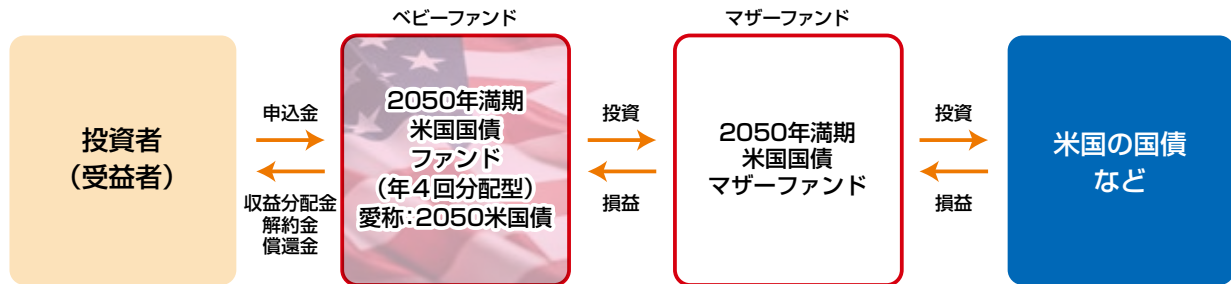 ベビーファンド
マザーファンド
投資者
（受益者）
申込金
収益分配金
解約金
償還金
2050年満期
米国国債
ファンド
（年4回分配型）
愛称：2050米国債
投資
損益
2050年満期
米国国債
マザーファンド
投資
損益
米国の国債
など